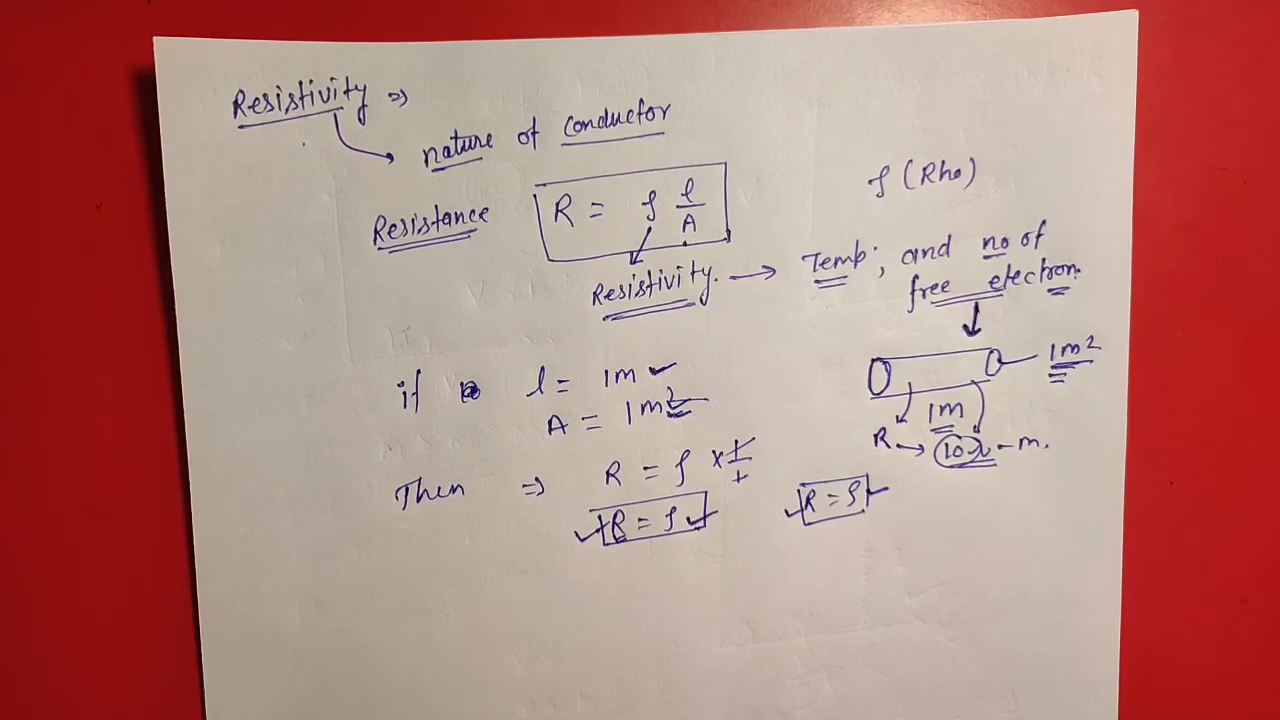 Resistivity ⇒
→ nature of conductor
ρ (Rho)
Resistance R = ρ l/A
Resistivity. → Temp., and no of
free electron.
1m²
if l = 1m ✓
A = 1m²
1m
R → 10Ω-m.
Then ⇒ R = ρ × 1/1
✓ R = ρ ✓
✓ R = ρ ✓